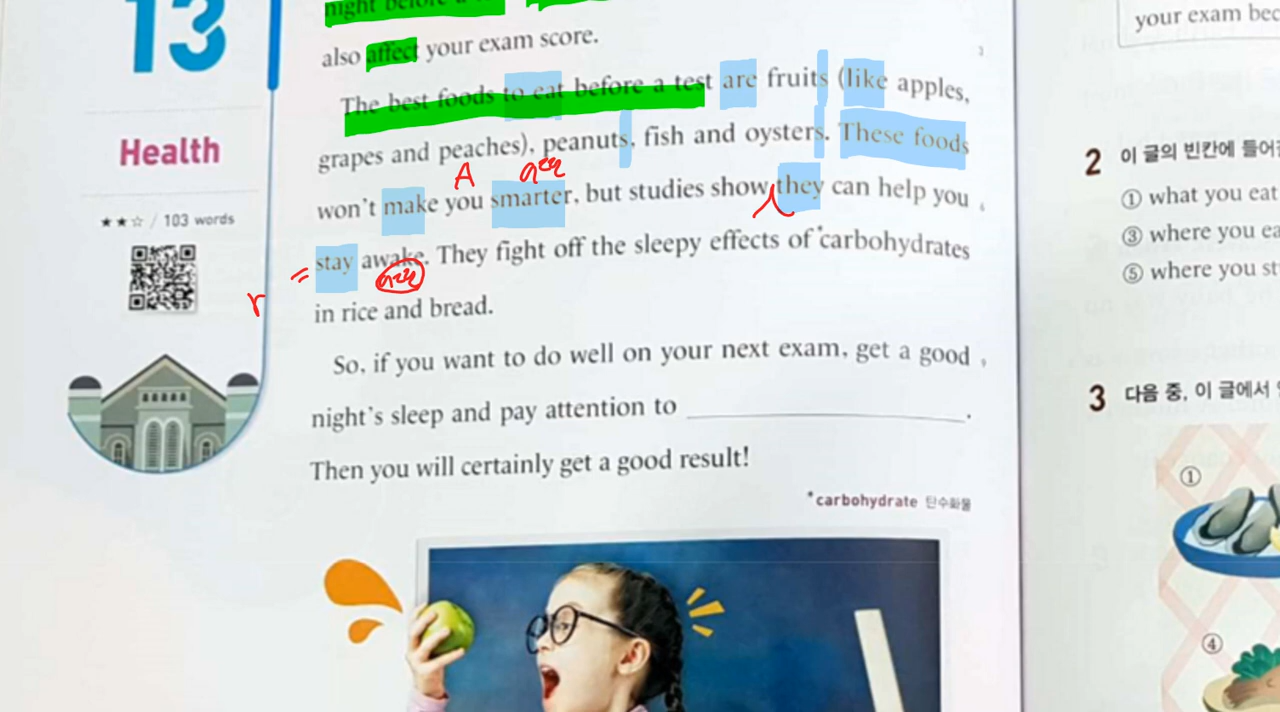 13
Health
★★☆ / 103 words
night before a
also affect your exam score.
The best foods to eat before a test are fruits (like apples,
grapes and peaches), peanuts, fish and oysters. These foods
A
won't make you smarter, but studies show they can help you
= stay awake. They fight off the sleepy effects of *carbohydrates
r
in rice and bread.
So, if you want to do well on your next exam, get a good
night's sleep and pay attention to ____________.
Then you will certainly get a good result!
*carbohydrate 탄수화물
your exam bec
2 이 글의 빈칸에 들어갈
① what you eat
③ where you ea
⑤ where you st
3 다음 중, 이 글에서
①
④